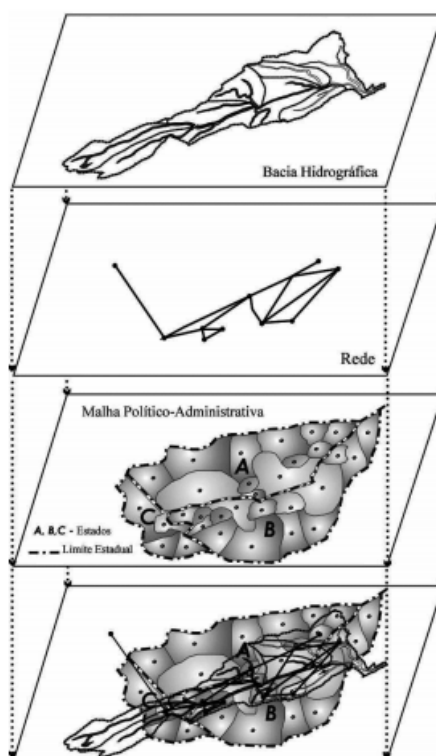 Bacia Hidrográfica
Rede
Malha Político-Administrativa
A
C
B
A, B, C - Estados
Limite Estadual
A
C
B